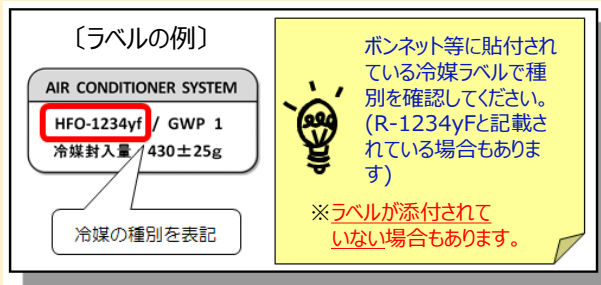 〔ラベルの例〕
AIR CONDITIONER SYSTEM
HFO-1234yf / GWP 1
冷媒封入量 430±25g
冷媒の種別を表記
ボンネット等に貼付され
ている冷媒ラベルで種
別を確認してください。
(R-1234yFと記載さ
れている場合もありま
す)
※ラベルが添付されて
いない場合もあります。